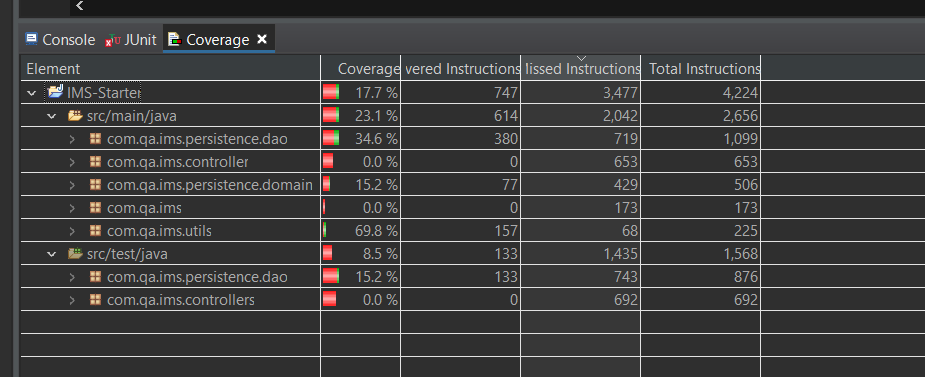 Console JUnit Coverage
Element Coverage vered Instructions lissed Instructions Total Instructions
IMS-Starter 17.7 % 747 3,477 4,224
src/main/java 23.1 % 614 2,042 2,656
com.qa.ims.persistence.dao 34.6 % 380 719 1,099
com.qa.ims.controller 0.0 % 0 653 653
com.qa.ims.persistence.domain 15.2 % 77 429 506
com.qa.ims 0.0 % 0 173 173
com.qa.ims.utils 69.8 % 157 68 225
src/test/java 8.5 % 133 1,435 1,568
com.qa.ims.persistence.dao 15.2 % 133 743 876
com.qa.ims.controllers 0.0 % 0 692 692